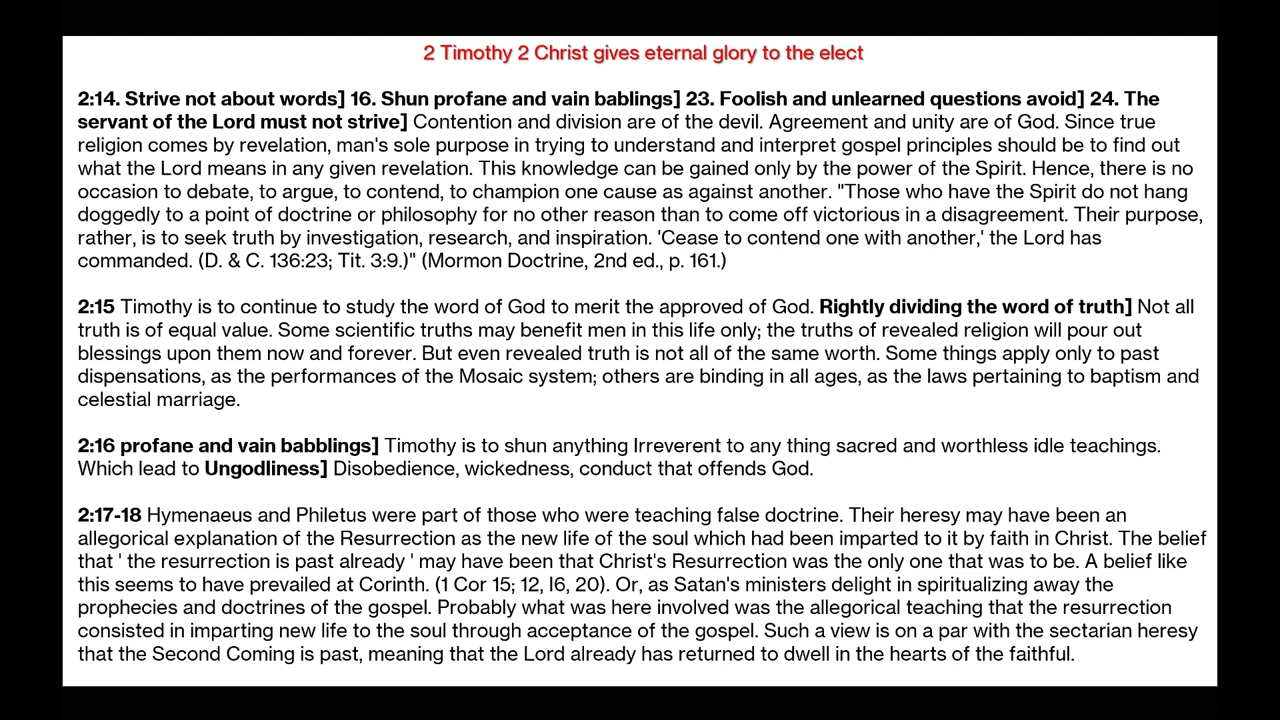 2 Timothy 2 Christ gives eternal glory to the elect
2:14. Strive not about words] 16. Shun profane and vain bablings] 23. Foolish and unlearned questions avoid] 24. The
servant of the Lord must not strive] Contention and division are of the devil. Agreement and unity are of God. Since true
religion comes by revelation, man's sole purpose in trying to understand and interpret gospel principles should be to find out
what the Lord means in any given revelation. This knowledge can be gained only by the power of the Spirit. Hence, there is no
occasion to debate, to argue, to contend, to champion one cause as against another. "Those who have the Spirit do not hang
doggedly to a point of doctrine or philosophy for no other reason than to come off victorious in a disagreement. Their purpose,
rather, is to seek truth by investigation, research, and inspiration. 'Cease to contend one with another,' the Lord has
commanded. (D. & C. 136:23; Tit. 3:9.)" (Mormon Doctrine, 2nd ed., p. 161.)
2:15 Timothy is to continue to study the word of God to merit the approved of God. Rightly dividing the word of truth] Not all
truth is of equal value. Some scientific truths may benefit men in this life only; the truths of revealed religion will pour out
blessings upon them now and forever. But even revealed truth is not all of the same worth. Some things apply only to past
dispensations, as the performances of the Mosaic system; others are binding in all ages, as the laws pertaining to baptism and
celestial marriage.
2:16 profane and vain babblings] Timothy is to shun anything Irreverent to any thing sacred and worthless idle teachings.
Which lead to Ungodliness] Disobedience, wickedness, conduct that offends God.
2:17-18 Hymenaeus and Philetus were part of those who were teaching false doctrine. Their heresy may have been an
allegorical explanation of the Resurrection as the new life of the soul which had been imparted to it by faith in Christ. The belief
that ' the resurrection is past already ' may have been that Christ's Resurrection was the only one that was to be. A belief like
this seems to have prevailed at Corinth. (1 Cor 15; 12, I6, 20). Or, as Satan's ministers delight in spiritualizing away the
prophecies and doctrines of the gospel. Probably what was here involved was the allegorical teaching that the resurrection
consisted in imparting new life to the soul through acceptance of the gospel. Such a view is on a par with the sectarian heresy
that the Second Coming is past, meaning that the Lord already has returned to dwell in the hearts of the faithful.